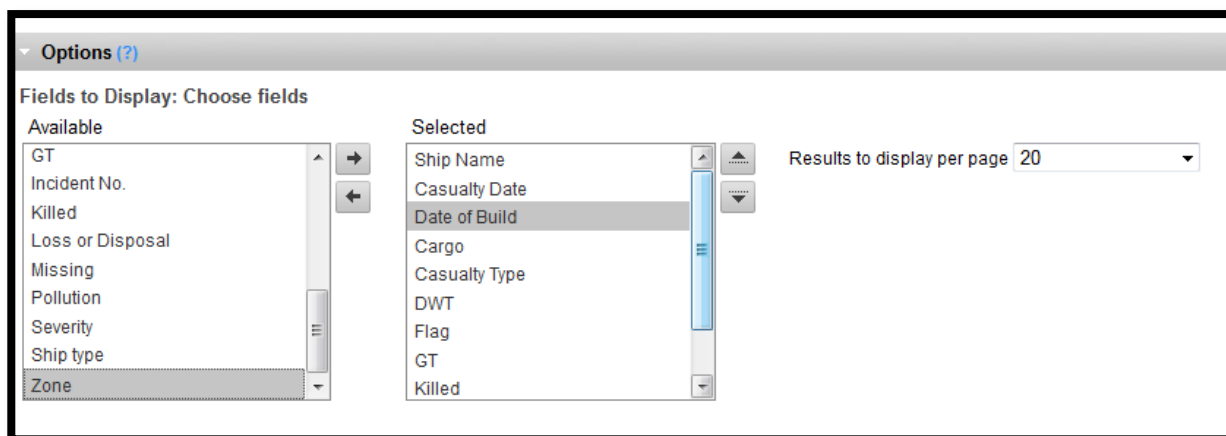 Options (?)
Fields to Display: Choose fields
Available
GT
Incident No.
Killed
Loss or Disposal
Missing
Pollution
Severity
Ship type
Zone
Selected
Ship Name
Casualty Date
Date of Build
Cargo
Casualty Type
DWT
Flag
GT
Killed
Results to display per page 20